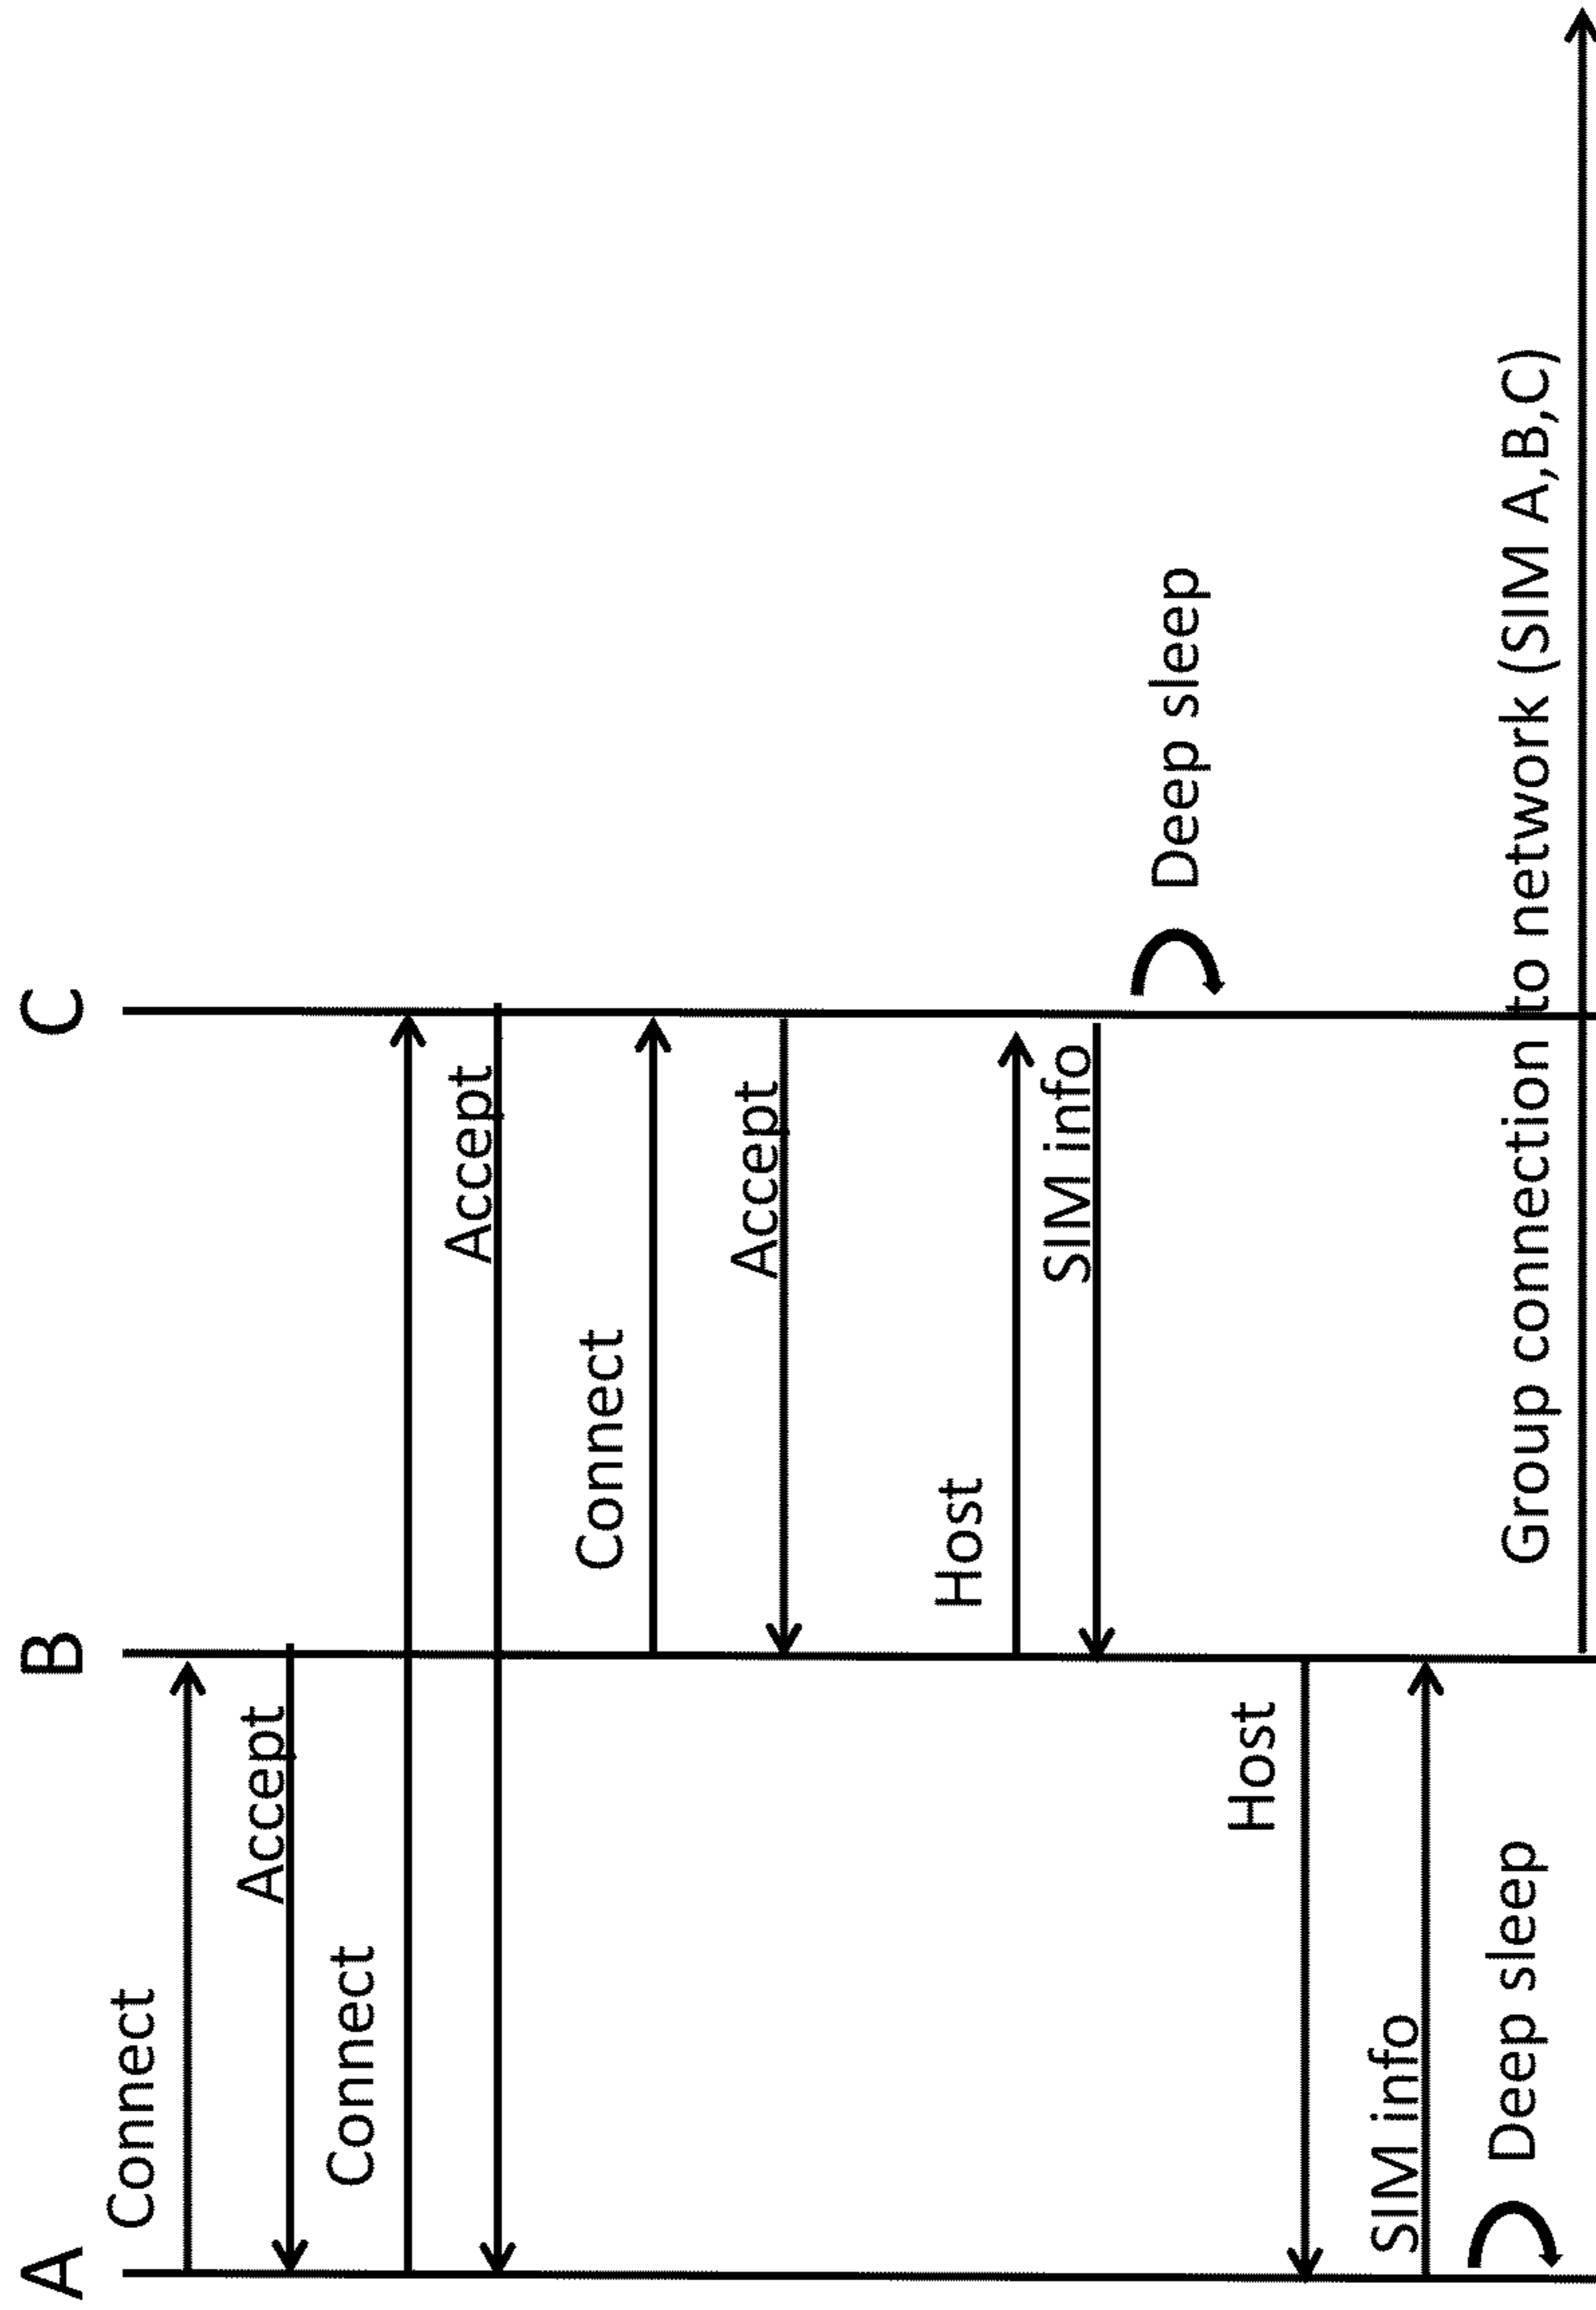 A
B
C
Connect
Accept
Connect
Accept
Connect
Accept
Host
SIM info
Deep sleep
Host
SIM info
Deep sleep
Group connection to network (SIM A,B,C)